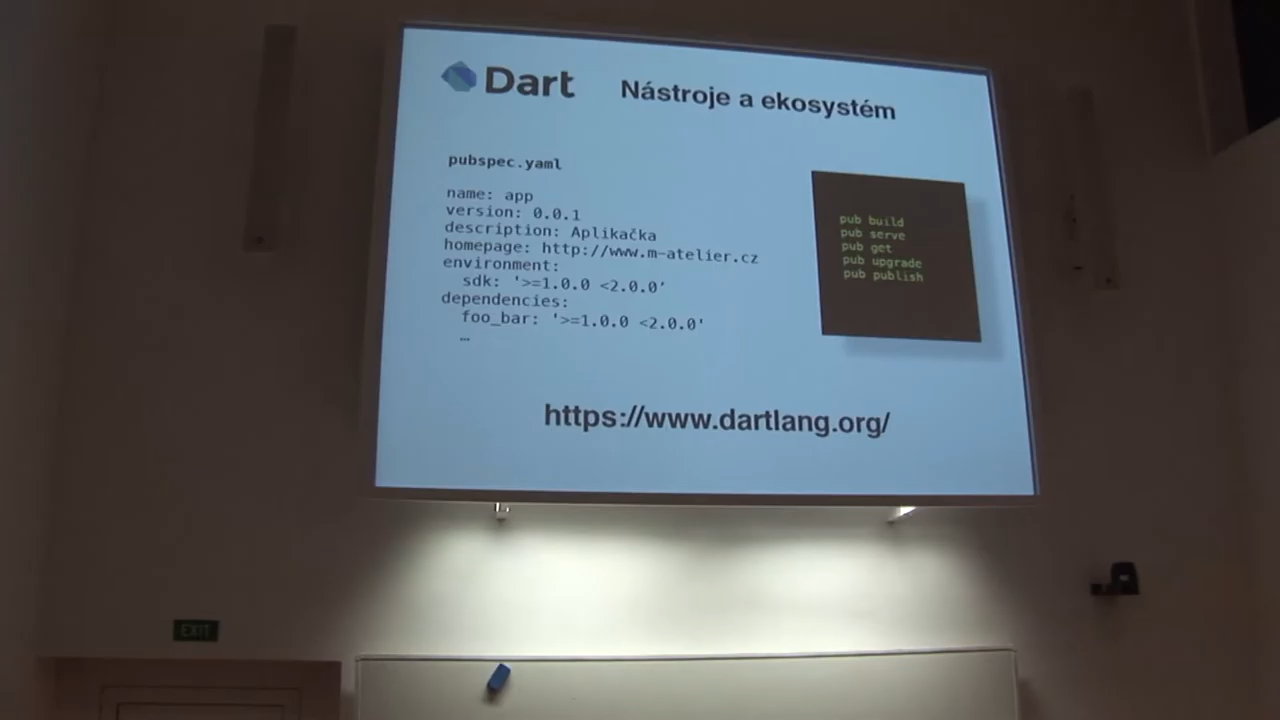 Dart
Nástroje a ekosystém
pubspec.yaml
name: app
version: 0.0.1
description: Aplikačka
homepage: http://www.m-atelier.cz
environment:
sdk: '>=1.0.0 <2.0.0'
dependencies:
foo_bar: '>=1.0.0 <2.0.0'
…
pub build
pub serve
pub get
pub upgrade
pub publish
https://www.dartlang.org/
EXIT